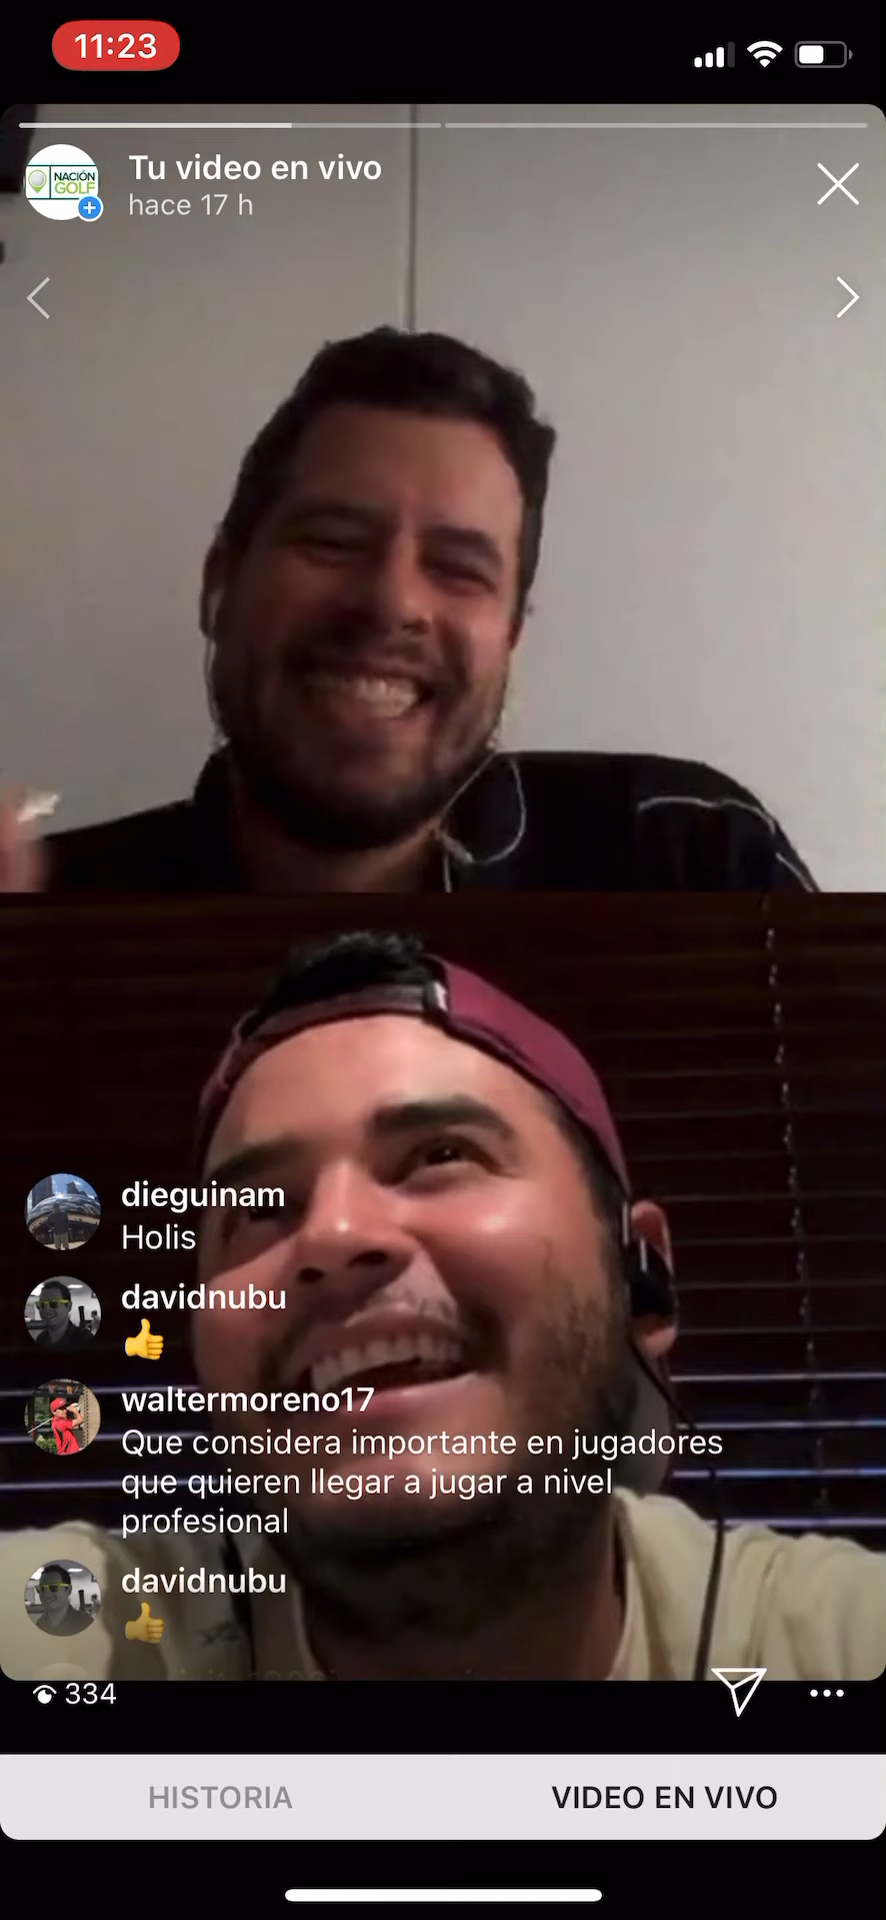 11:23
NACIÓN
GOLF
Tu video en vivo
hace 17 h
dieguinam
Holis
davidnubu
👍
waltermoreno17
Que considera importante en jugadores
que quieren llegar a jugar a nivel
profesional
davidnubu
👍
334
HISTORIA
VIDEO EN VIVO